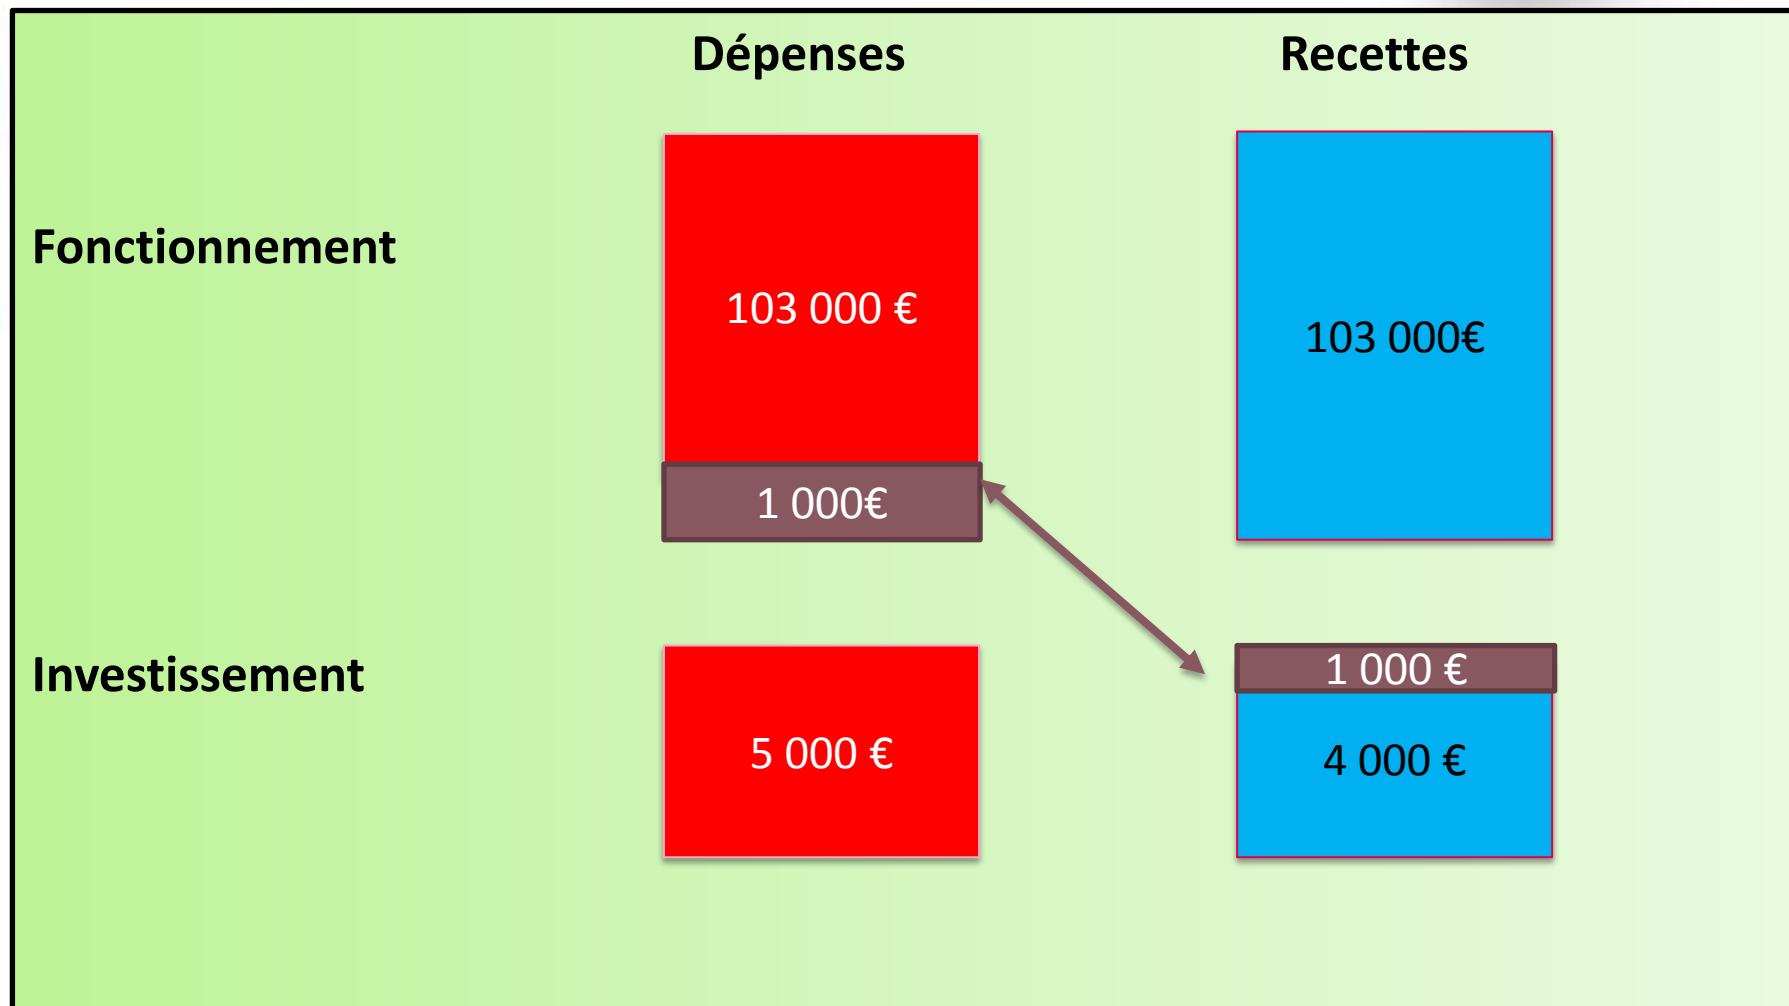 Dépenses
Recettes
Fonctionnement
103 000 €
103 000€
1 000€
Investissement
1 000 €
5 000 €
4 000 €